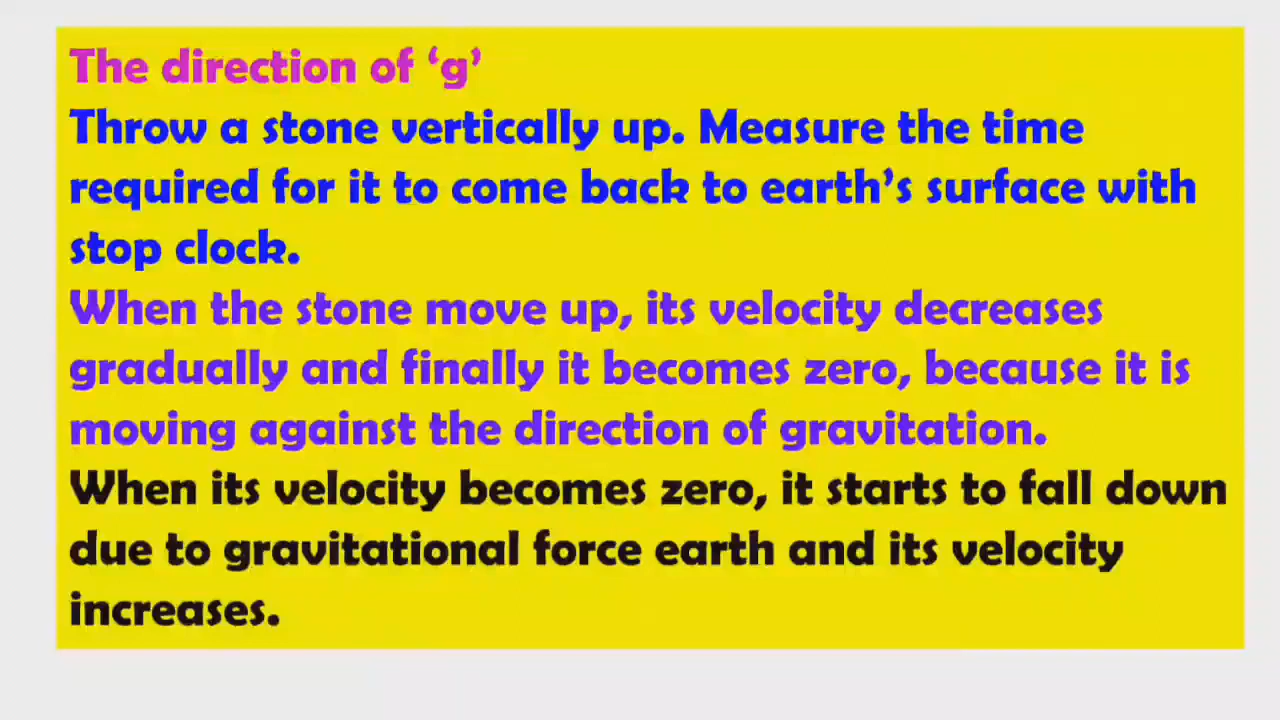 The direction of ‘g’
Throw a stone vertically up. Measure the time
required for it to come back to earth’s surface with
stop clock.
When the stone move up, its velocity decreases
gradually and finally it becomes zero, because it is
moving against the direction of gravitation.
When its velocity becomes zero, it starts to fall down
due to gravitational force earth and its velocity
increases.